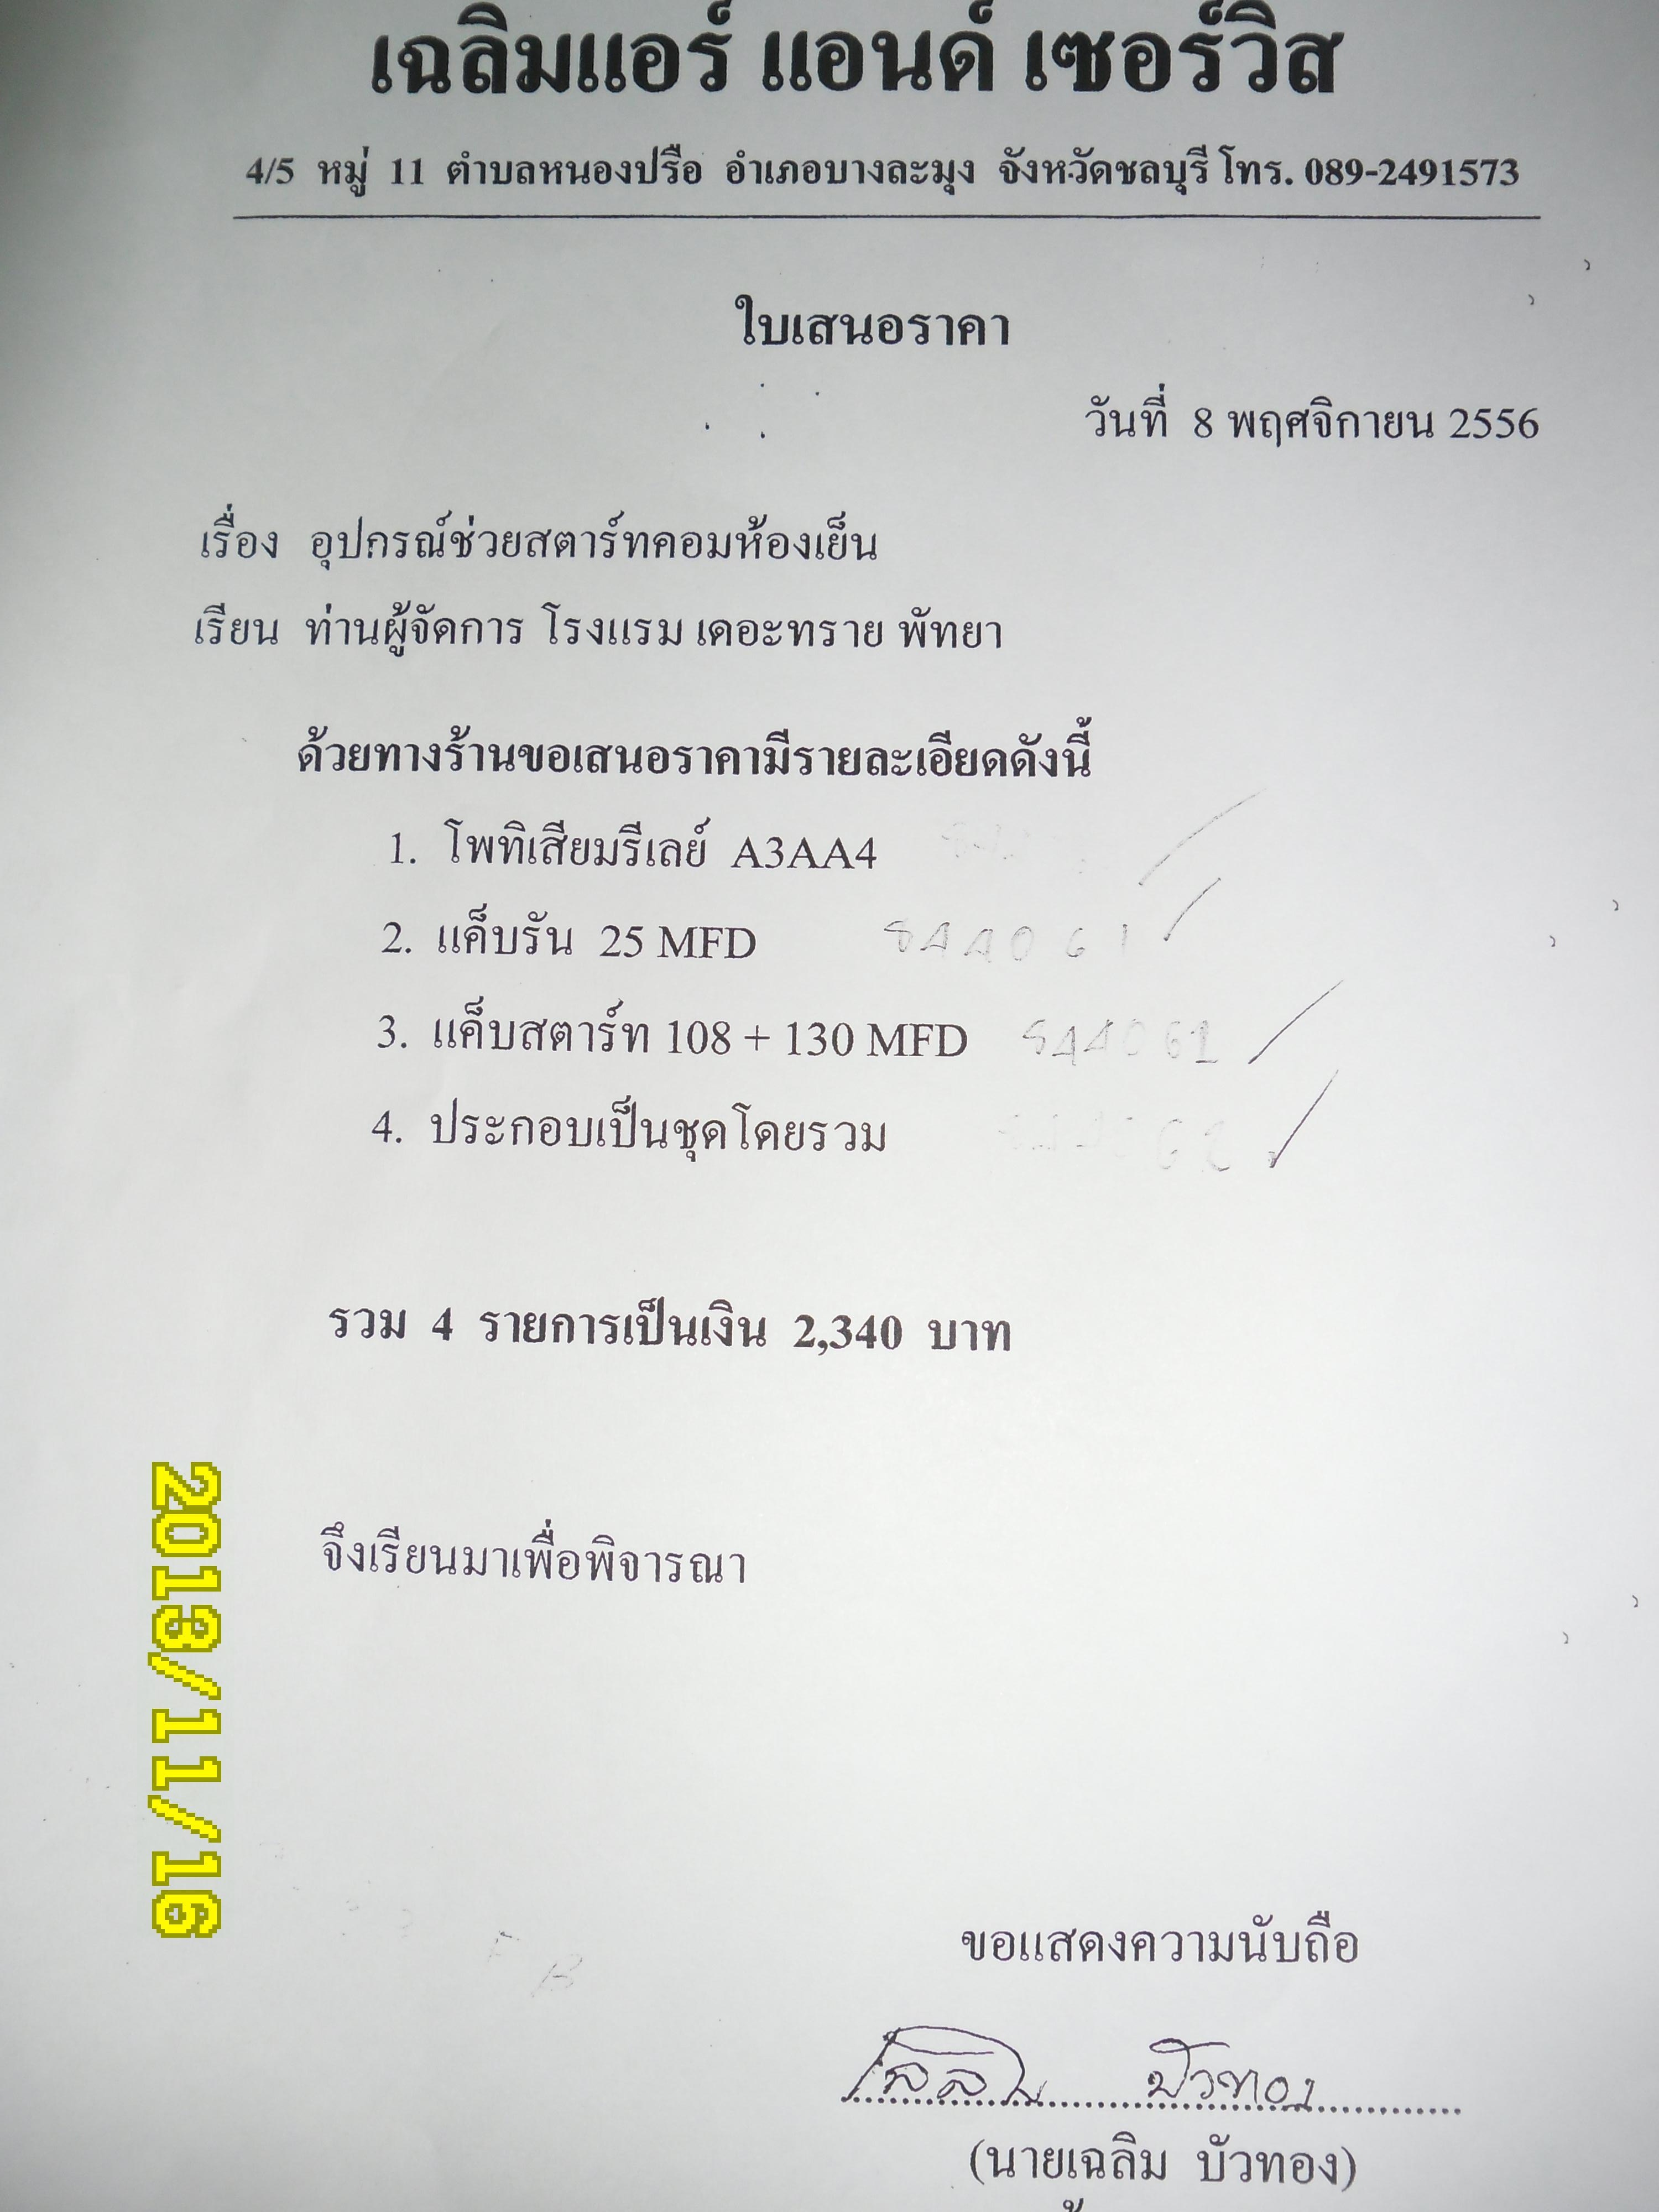 เฉลิมแอร์ แอนด์ เซอร์วิส
4/5 หมู่ 11 ตำบลหนองปรือ อำเภอบางละมุง จังหวัดชลบุรี โทร. 089-2491573
ใบเสนอราคา
วันที่ 8 พฤศจิกายน 2556
เรื่อง อุปกรณ์ช่วยสตาร์ทคอมห้องเย็น
เรียน ท่านผู้จัดการ โรงแรม เดอะทราย พัทยา
ด้วยทางร้านขอเสนอราคามีรายละเอียดดังนี้
1. โพทิเสียมรีเลย์ A3AA4
2. แค็บรัน 25 MFD
3. แค็บสตาร์ท 108 + 130 MFD
4. ประกอบเป็นชุดโดยรวม
รวม 4 รายการเป็นเงิน 2,340 บาท
จึงเรียนมาเพื่อพิจารณา
2013/11/16
ขอแสดงความนับถือ
เฉลิม บัวทอง
(นายเฉลิม บัวทอง)